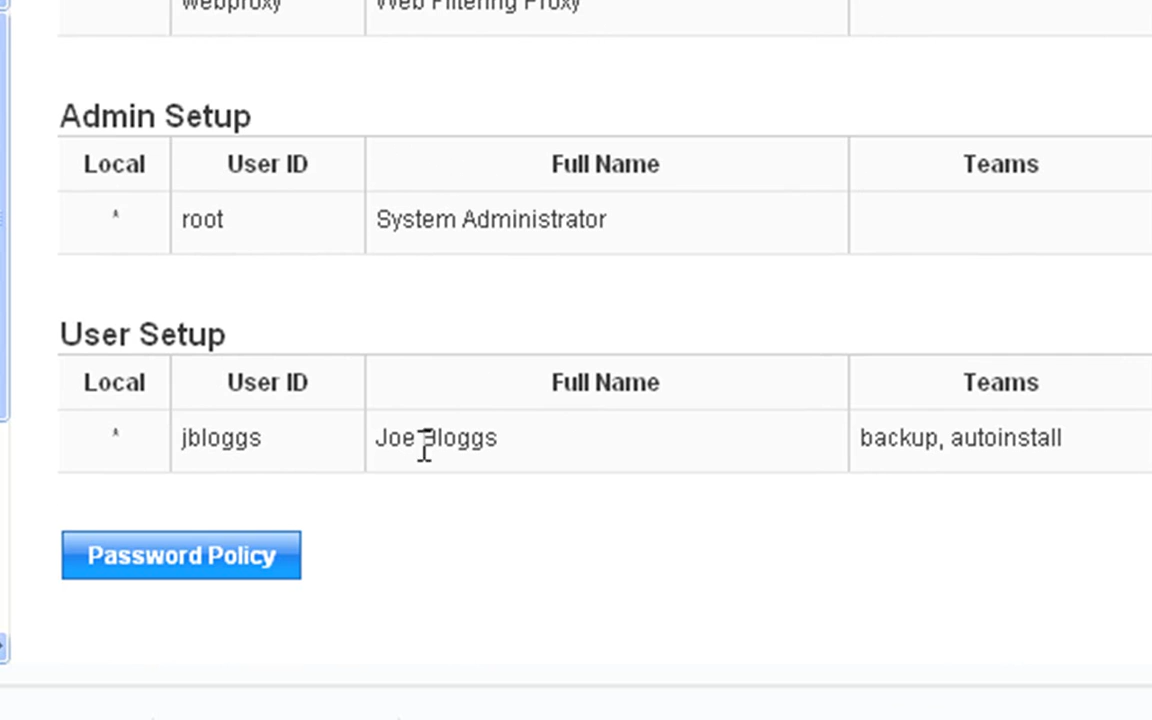 webproxy Web Filtering Proxy
Admin Setup
Local User ID Full Name Teams
* root System Administrator
User Setup
Local User ID Full Name Teams
* jbloggs Joe Bloggs backup, autoinstall
Password Policy